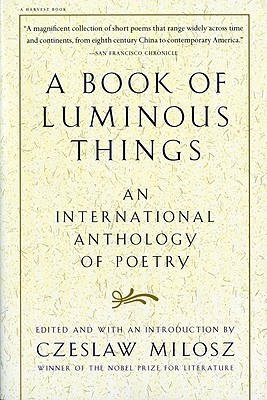 A HARVEST BOOK
"A magnificent collection of short poems that range widely across time
and continents, from eighth century China to contemporary America."
—SAN FRANCISCO CHRONICLE
A BOOK OF
LUMINOUS
THINGS
AN
INTERNATIONAL
ANTHOLOGY
OF POETRY
EDITED AND WITH AN INTRODUCTION BY
CZESLAW MILOSZ
WINNER OF THE NOBEL PRIZE FOR LITERATURE